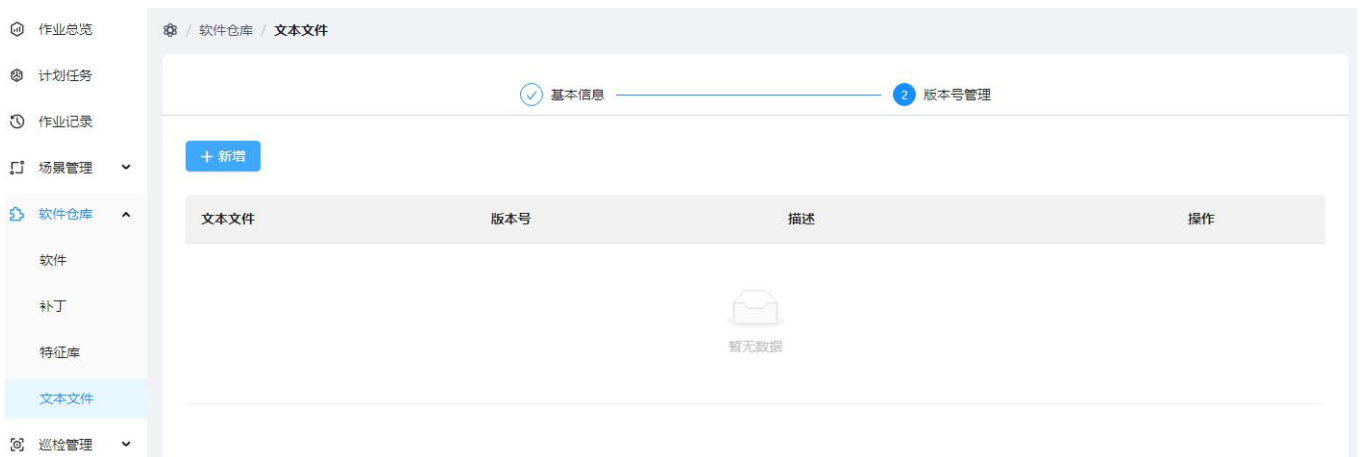 作业总览
计划任务
作业记录
场景管理
软件仓库
软件
补丁
特征库
文本文件
巡检管理
/ 软件仓库 / 文本文件
基本信息
2 版本号管理
+ 新增
文本文件 版本号 描述 操作
暂无数据